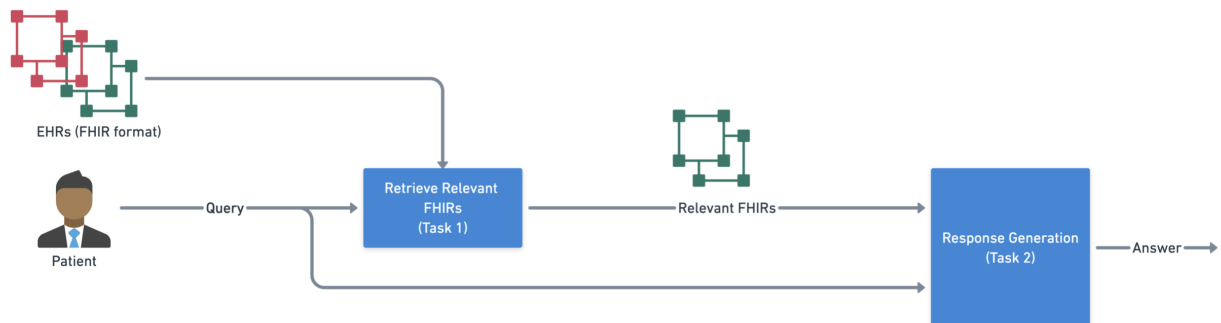 EHRs (FHIR format)
Patient
Query
Retrieve Relevant
FHIRs
(Task 1)
Relevant FHIRs
Response Generation
(Task 2)
Answer